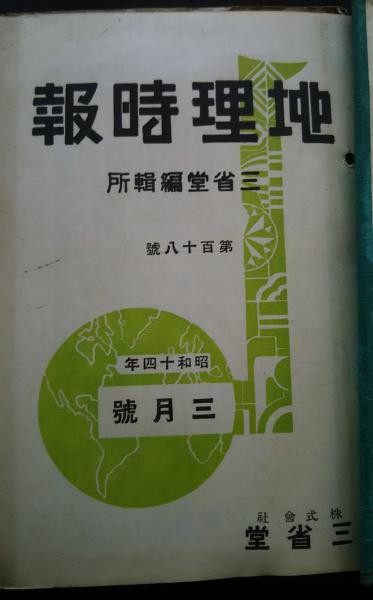 地理時報
三省堂編輯所
第百十八號
昭和十四年
三月號
株式會社
三省堂